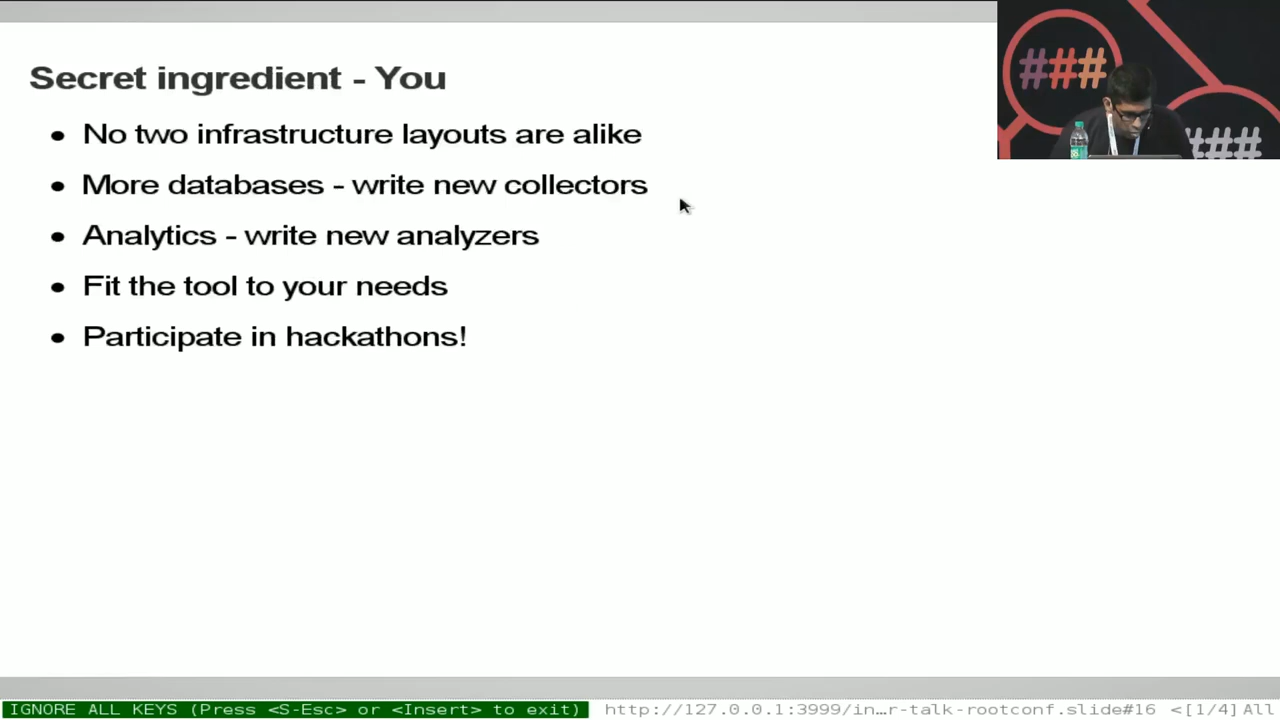 Secret ingredient - You
• No two infrastructure layouts are alike
• More databases - write new collectors
• Analytics - write new analyzers
• Fit the tool to your needs
• Participate in hackathons!
###
###
IGNORE ALL KEYS (Press <S-Esc> or <Insert> to exit) http://127.0.0.1:3999/in…r-talk-rootconf.slide#16 <[1/4]All